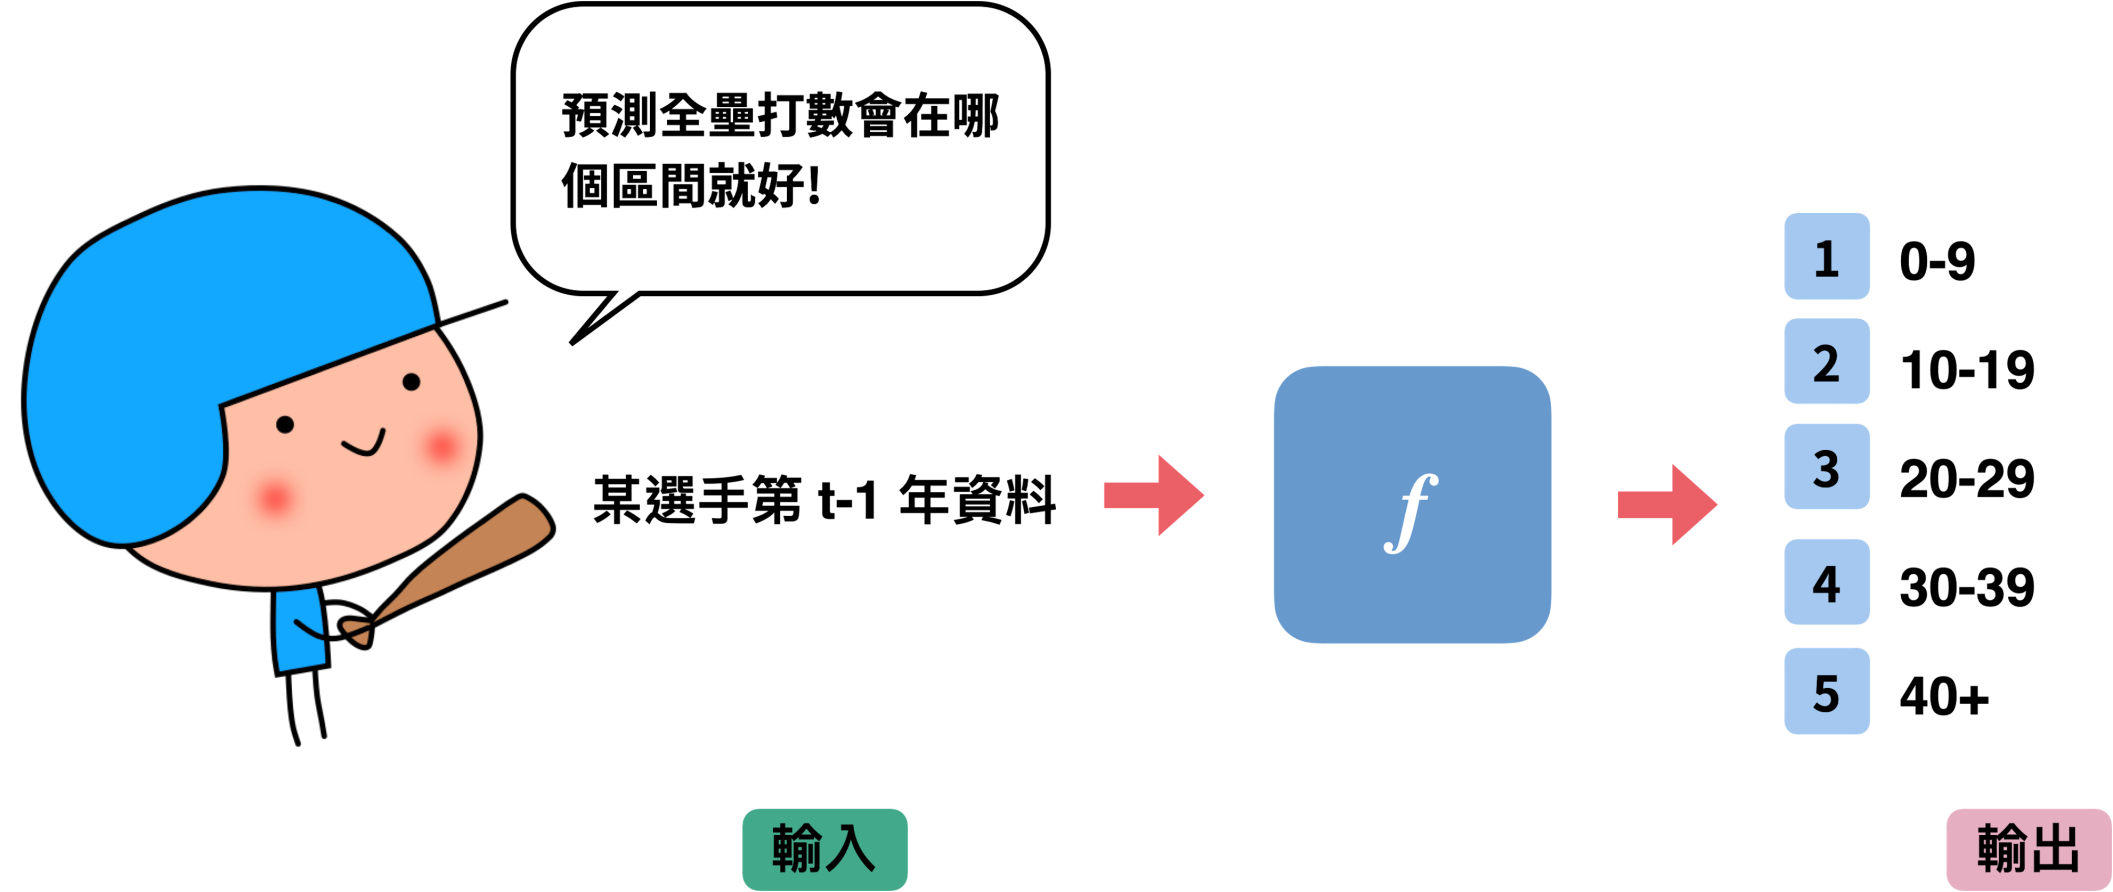 預測全壘打數會在哪
個區間就好!
某選手第 t-1 年資料
f
1 0-9
2 10-19
3 20-29
4 30-39
5 40+
輸入
輸出